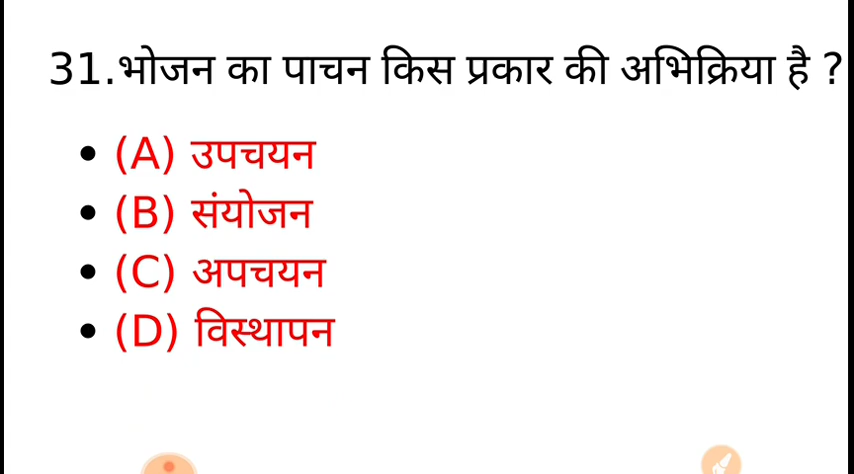 31.भोजन का पाचन किस प्रकार की अभिक्रिया है ?
• (A) उपचयन
• (B) संयोजन
• (C) अपचयन
• (D) विस्थापन